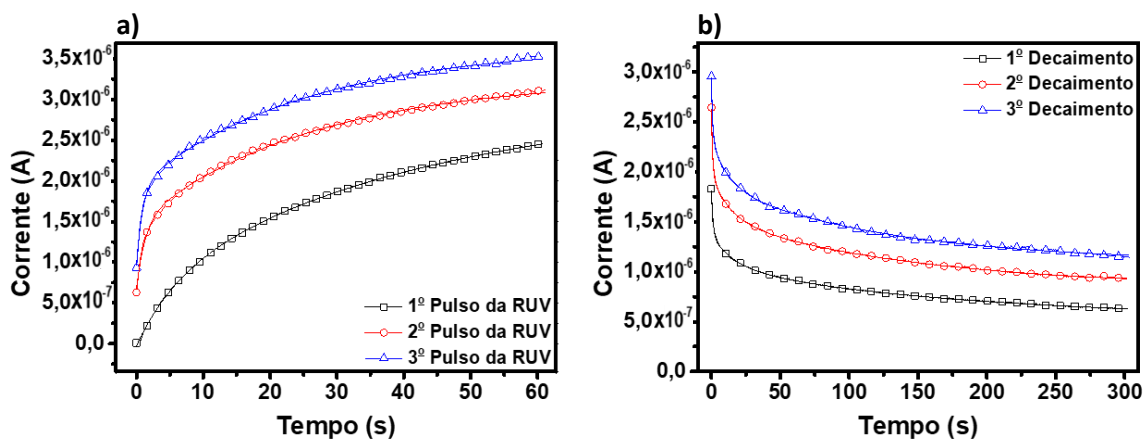 a)
Corrente (A)
3,5x10⁻⁶
3,0x10⁻⁶
2,5x10⁻⁶
2,0x10⁻⁶
1,5x10⁻⁶
1,0x10⁻⁶
5,0x10⁻⁷
0,0
1º Pulso da RUV
2º Pulso da RUV
3º Pulso da RUV
0 10 20 30 40 50 60
Tempo (s)
b)
Corrente (A)
3,0x10⁻⁶
2,5x10⁻⁶
2,0x10⁻⁶
1,5x10⁻⁶
1,0x10⁻⁶
5,0x10⁻⁷
0,0
1º Decaimento
2º Decaimento
3º Decaimento
0 50 100 150 200 250 300
Tempo (s)